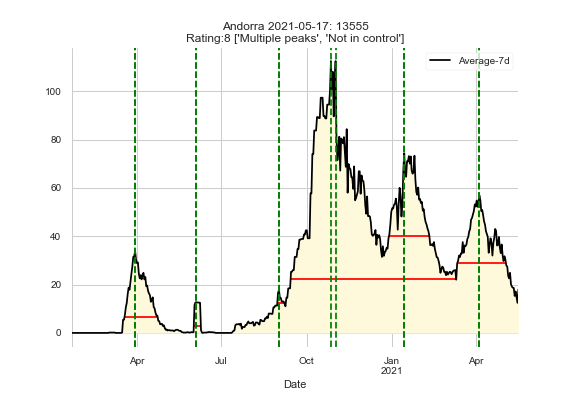 Andorra 2021-05-17: 13555
Rating:8 ['Multiple peaks', 'Not in control']
Average-7d
100
80
60
40
20
0
Apr
Jul
Oct
Jan
2021
Apr
Date